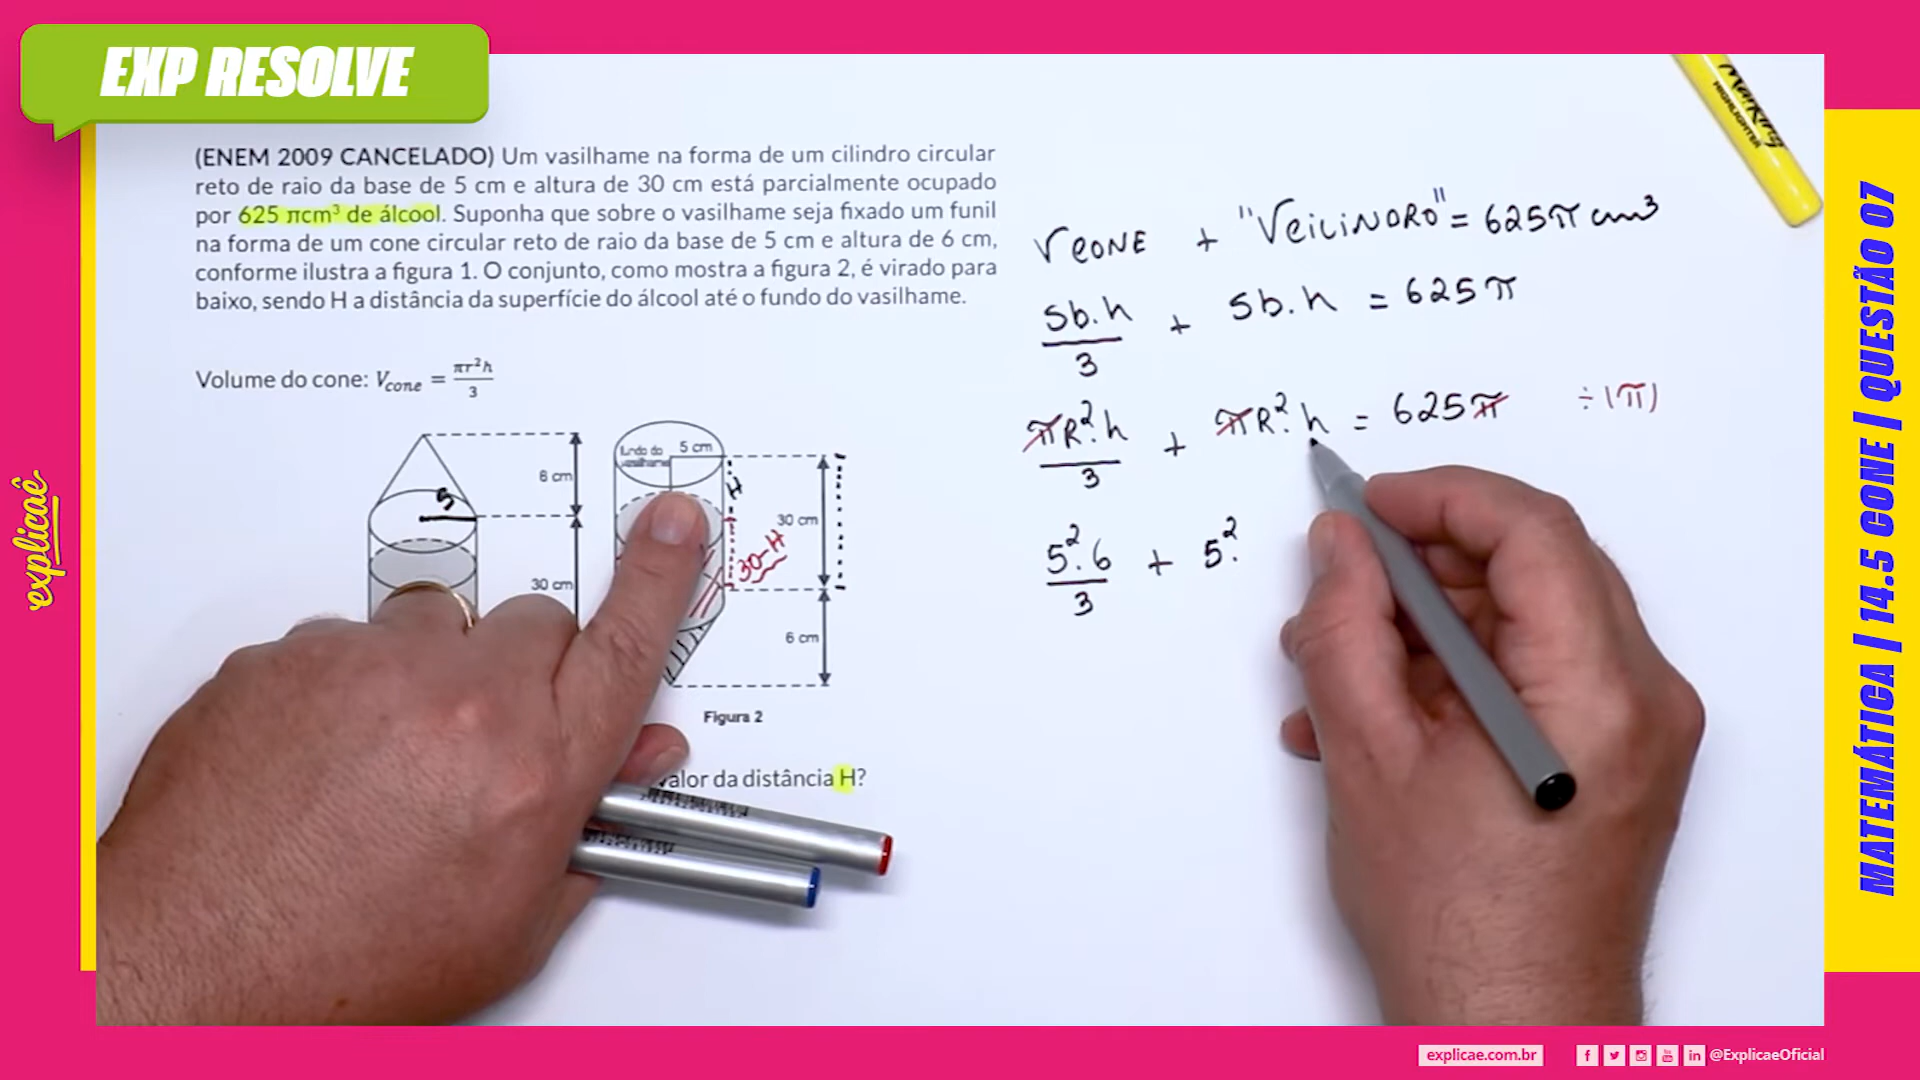 EXP RESOLVE
(ENEM 2009 CANCELADO) Um vasilhame na forma de um cilindro circular
reto de raio da base de 5 cm e altura de 30 cm está parcialmente ocupado
por 625 πcm³ de álcool. Suponha que sobre o vasilhame seja fixado um funil
na forma de um cone circular reto de raio da base de 5 cm e altura de 6 cm,
conforme ilustra a figura 1. O conjunto, como mostra a figura 2, é virado para
baixo, sendo H a distância da superfície do álcool até o fundo do vasilhame.
Volume do cone: Vcone = πr²h/3
6 cm
5
30 cm
fundo do
vasilhame
5 cm
H
30 cm
30-H
6 cm
Figura 2
valor da distância H?
VCONE + "VCILINDRO" = 625π cm³
Sb.h/3 + Sb.h = 625π
πR².h/3 + πR².h = 625π ÷(π)
5².6/3 + 5².
Marking
HIGHLIGHTER
explicaê
MATEMÁTICA | 14.5 CONE | QUESTÃO 07
explicae.com.br
@ExplicaeOficial